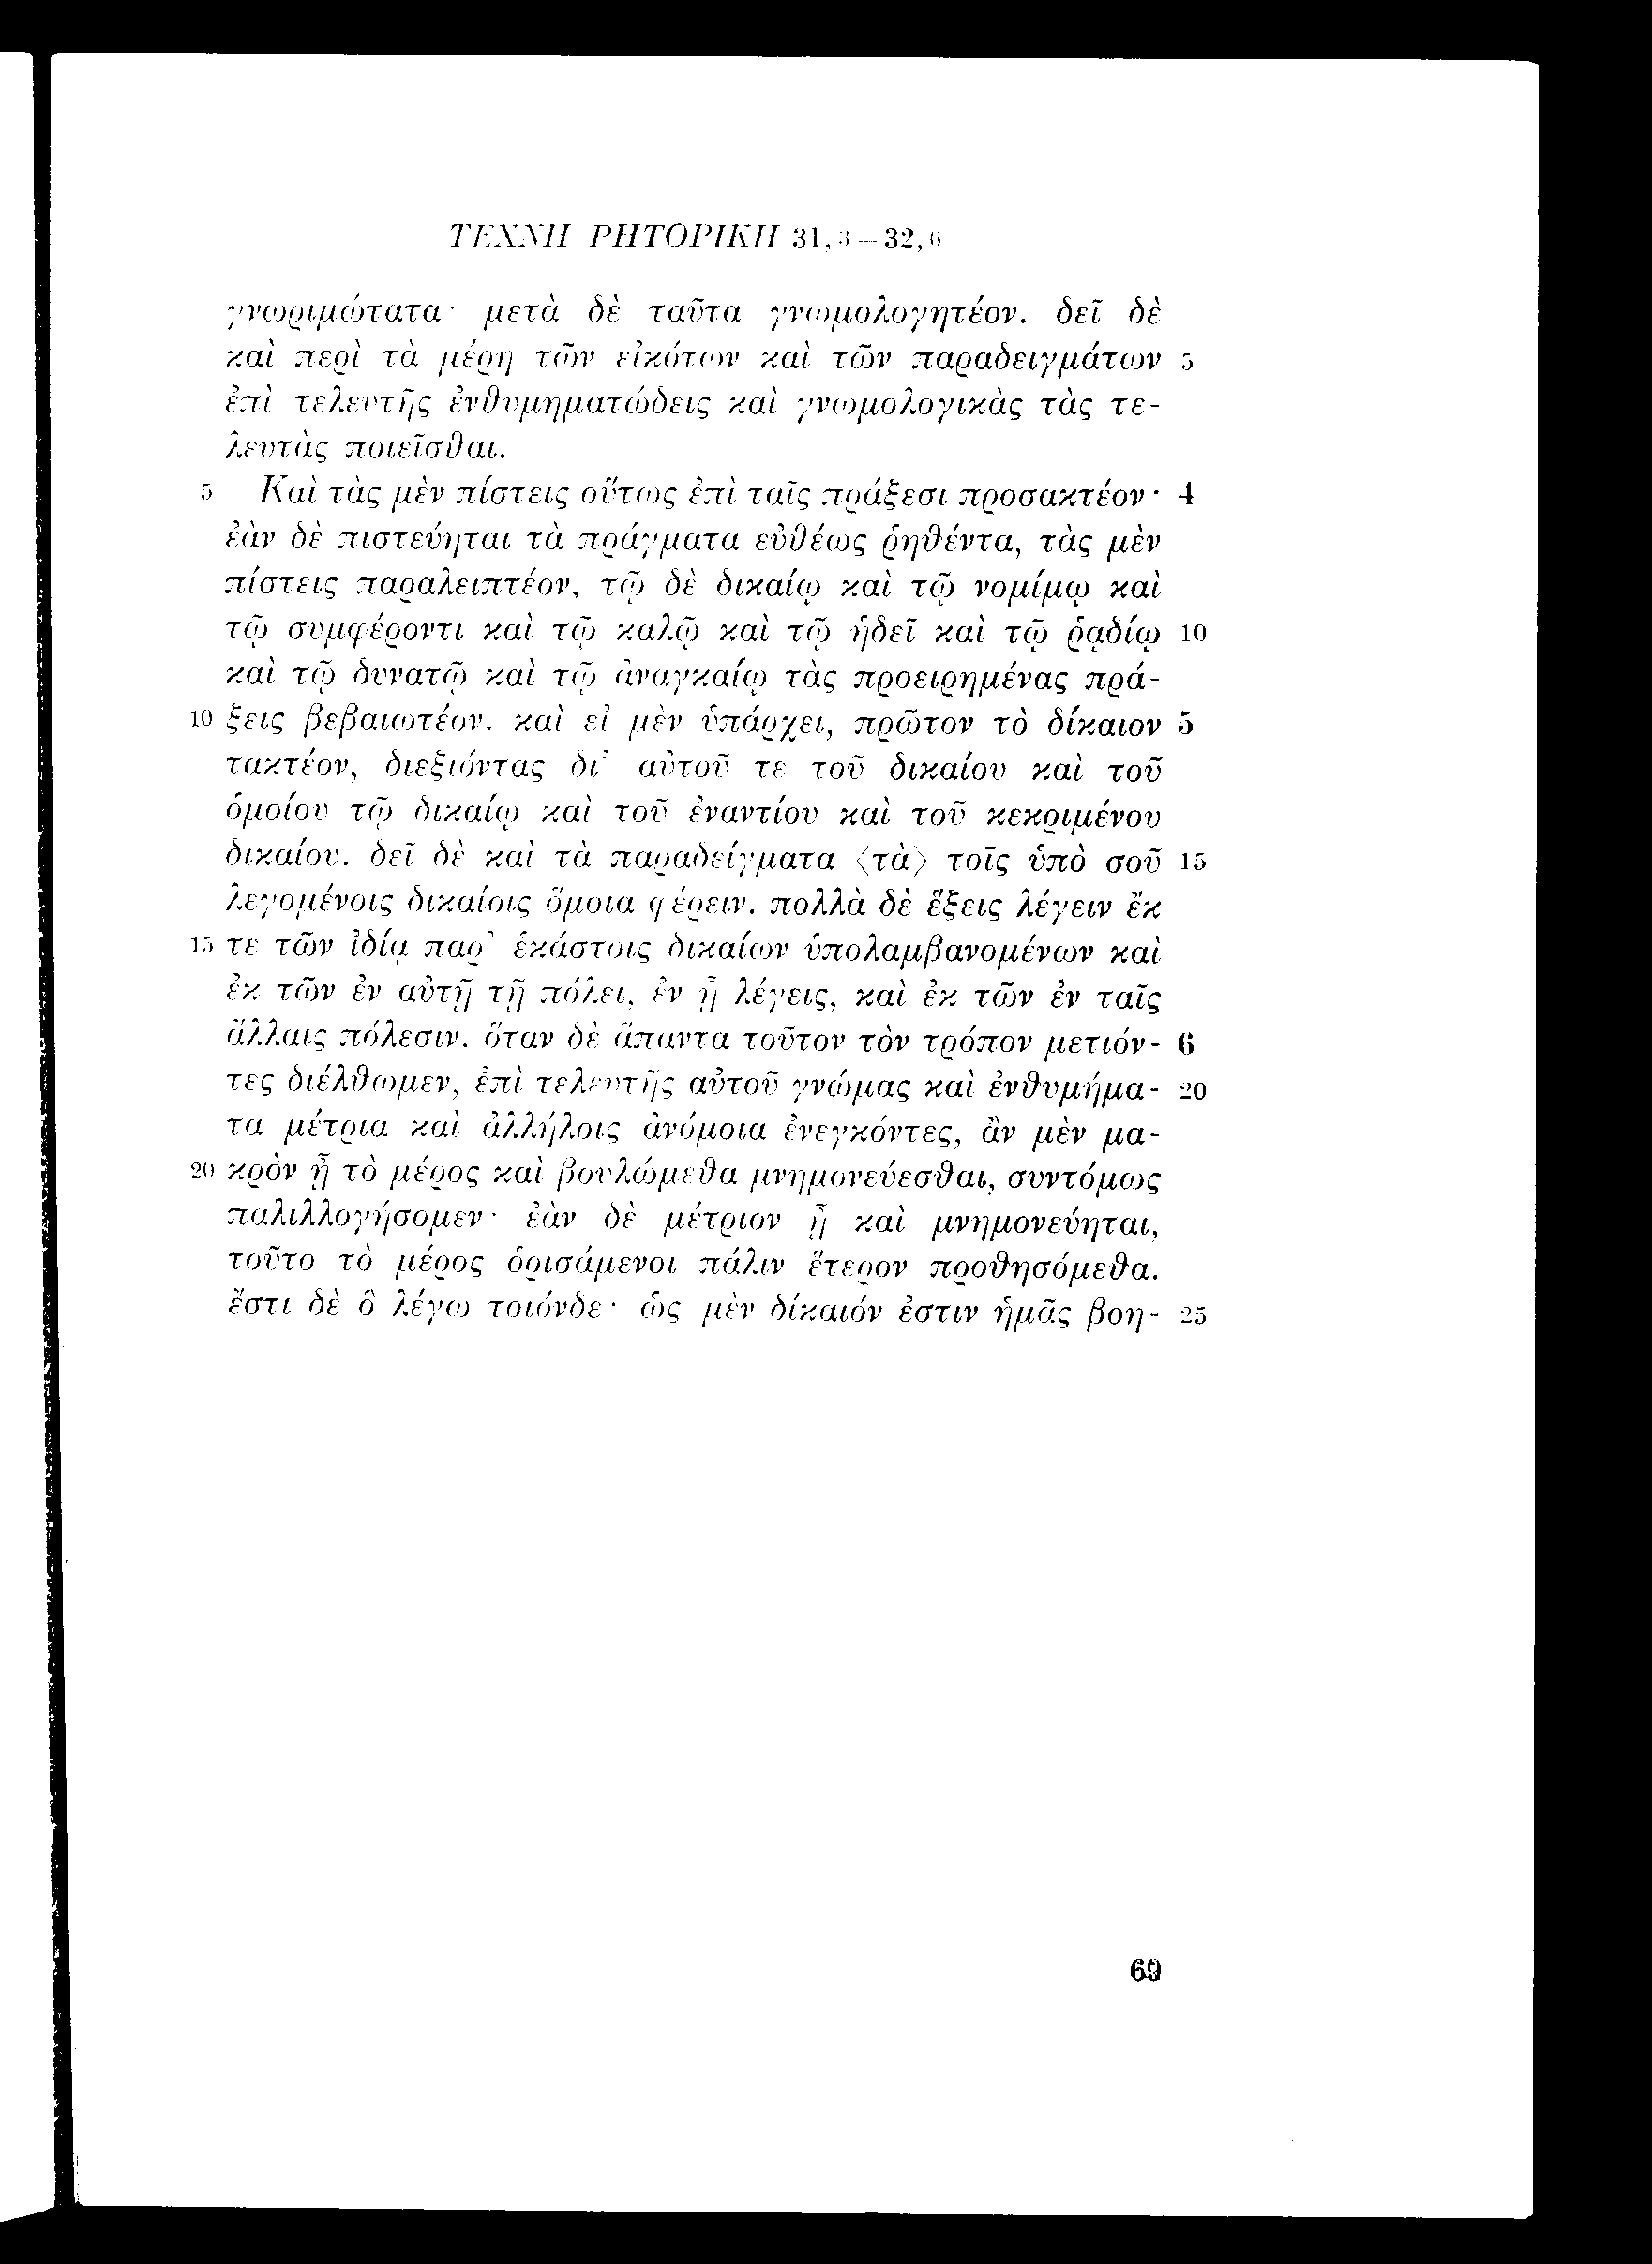 ΤΕΧΝΗ ΡΗΤΟΡΙΚΗ 31,3—32,6
γνωριμώτατα· μετὰ δὲ ταῦτα γνωμολογητέον. δεῖ δὲ
καὶ περὶ τὰ μέρη τῶν εἰκότων καὶ τῶν παραδειγμάτων 5
ἐπὶ τελευτῆς ἐνθυμηματώδεις καὶ γνωμολογικὰς τὰς τε-
λευτὰς ποιεῖσθαι.
5 Καὶ τὰς μὲν πίστεις οὕτως ἐπὶ ταῖς πράξεσι προσακτέον· 4
ἐὰν δὲ πιστεύηται τὰ πράγματα εὐθέως ῥηθέντα, τὰς μὲν
πίστεις παραλειπτέον, τῷ δὲ δικαίῳ καὶ τῷ νομίμῳ καὶ
τῷ συμφέροντι καὶ τῷ καλῷ καὶ τῷ ἡδεῖ καὶ τῷ ῥᾳδίῳ 10
καὶ τῷ δυνατῷ καὶ τῷ ἀναγκαίῳ τὰς προειρημένας πρά-
10 ξεις βεβαιωτέον. καὶ εἰ μὲν ὑπάρχει, πρῶτον τὸ δίκαιον 5
τακτέον, διεξιόντας δι’ αὐτοῦ τε τοῦ δικαίου καὶ τοῦ
ὁμοίου τῷ δικαίῳ καὶ τοῦ ἐναντίου καὶ τοῦ κεκριμένου
δικαίου. δεῖ δὲ καὶ τὰ παραδείγματα ⟨τὰ⟩ τοῖς ὑπὸ σοῦ 15
λεγομένοις δικαίοις ὅμοια φέρειν. πολλὰ δὲ ἕξεις λέγειν ἔκ
15 τε τῶν ἰδίᾳ παρ’ ἑκάστοις δικαίων ὑπολαμβανομένων καὶ
ἐκ τῶν ἐν αὐτῇ τῇ πόλει, ἐν ᾗ λέγεις, καὶ ἐκ τῶν ἐν ταῖς
ἄλλαις πόλεσιν. ὅταν δὲ ἅπαντα τοῦτον τὸν τρόπον μετιόν- 6
τες διέλθωμεν, ἐπὶ τελευτῆς αὐτοῦ γνώμας καὶ ἐνθυμήμα- 20
τα μέτρια καὶ ἀλλήλοις ἀνόμοια ἐνεγκόντες, ἂν μὲν μα-
20 κρὸν ᾖ τὸ μέρος καὶ βουλώμεθα μνημονεύεσθαι, συντόμως
παλιλλογήσομεν· ἐὰν δὲ μέτριον ᾖ καὶ μνημονεύηται,
τοῦτο τὸ μέρος ὁρισάμενοι πάλιν ἕτερον προθησόμεθα.
ἔστι δὲ ὃ λέγω τοιόνδε· ὡς μὲν δίκαιόν ἐστιν ἡμᾶς βοη- 25
69